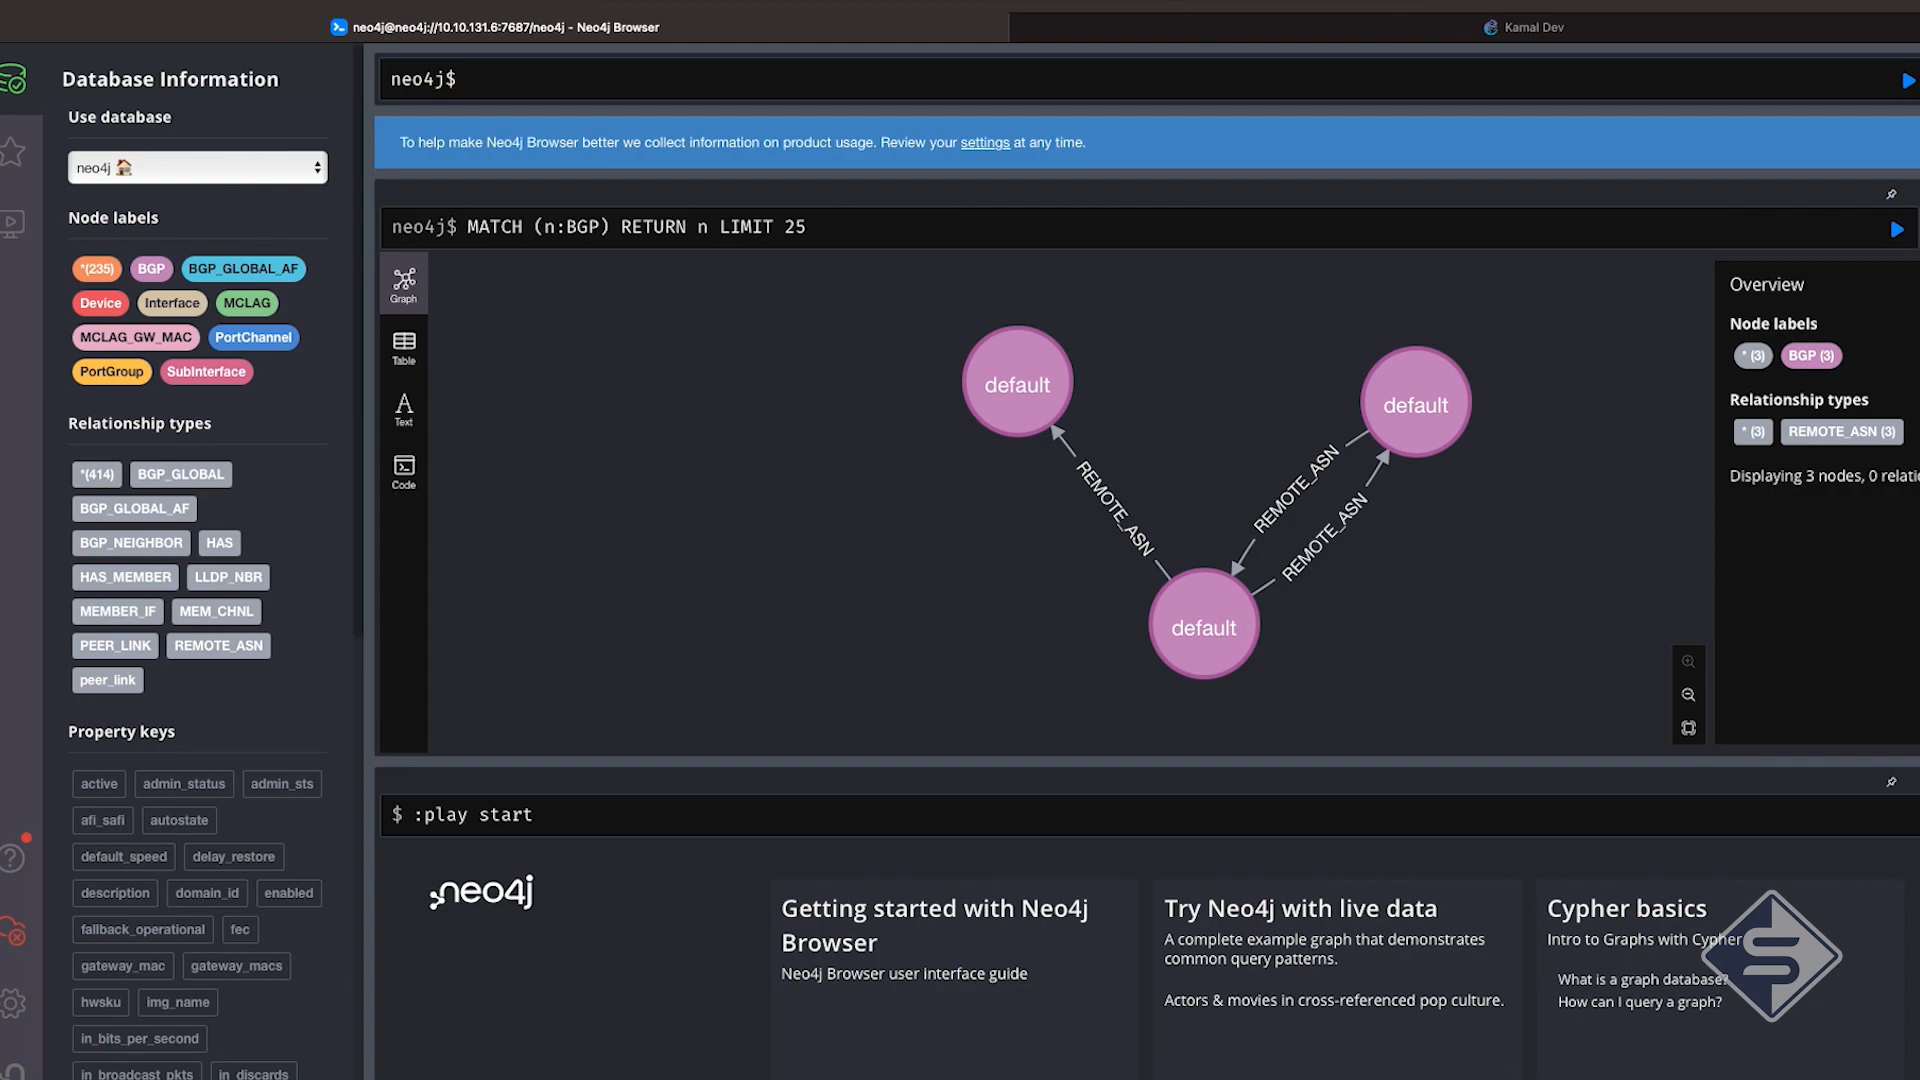 neo4j@neo4j://10.10.131.6:7687/neo4j - Neo4j Browser
Kamal Dev
Database Information
Use database
neo4j
Node labels
*(235) BGP BGP_GLOBAL_AF
Device Interface MCLAG
MCLAG_GW_MAC PortChannel
PortGroup SubInterface
Relationship types
*(414) BGP_GLOBAL
BGP_GLOBAL_AF
BGP_NEIGHBOR HAS
HAS_MEMBER LLDP_NBR
MEMBER_IF MEM_CHNL
PEER_LINK REMOTE_ASN
peer_link
Property keys
active admin_status admin_sts
afi_safi autostate
default_speed delay_restore
description domain_id enabled
fallback_operational fec
gateway_mac gateway_macs
hwsku img_name
in_bits_per_second
in_broadcast_pkts in_discards
neo4j$
To help make Neo4j Browser better we collect information on product usage. Review your settings at any time.
neo4j$ MATCH (n:BGP) RETURN n LIMIT 25
Graph
Table
Text
Code
default
default
REMOTE_ASN
REMOTE_ASN
REMOTE_ASN
default
Overview
Node labels
* (3) BGP (3)
Relationship types
* (3) REMOTE_ASN (3)
Displaying 3 nodes, 0
$ :play start
neo4j
Getting started with Neo4j
Browser
Neo4j Browser user interface guide
Try Neo4j with live data
A complete example graph that demonstrates
common query patterns.
Actors & movies in cross-referenced pop culture.
Cypher basics
Intro to Graphs with Cypher
What is a graph database?
How can I query a graph?